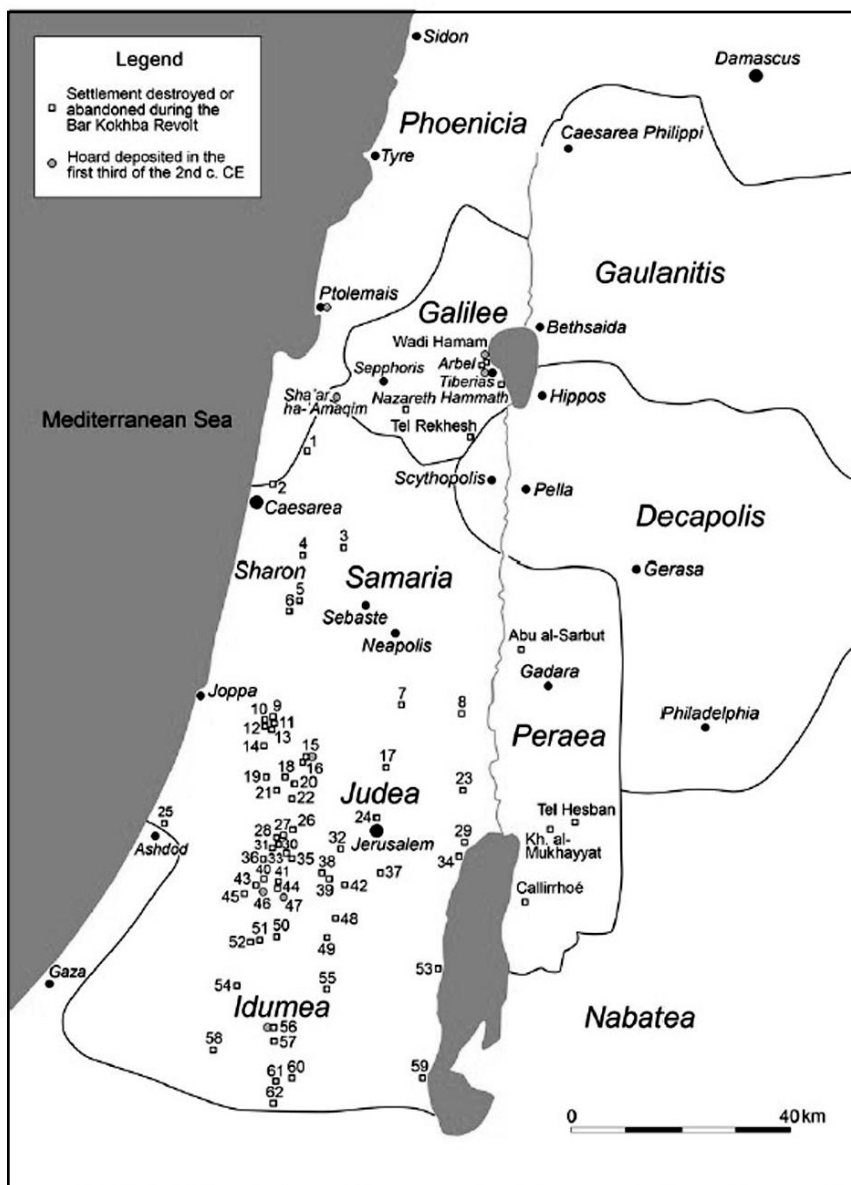 Legend
Settlement destroyed or
abandoned during the
Bar Kokhba Revolt
Hoard deposited in the
first third of the 2nd c. CE
Sidon
Damascus
Phoenicia
Caesarea Philippi
Tyre
Gaulanitis
Ptolemais
Galilee
Bethsaida
Wadi Hamam
Arbel
Sepphoris
Tiberias
Sha'ar
ha-'Amaqim
Nazareth Hammath
Hippos
Mediterranean Sea
Tel Rekhesh
1
Scythopolis
2
Pella
Caesarea
Decapolis
4
3
Sharon
Samaria
Gerasa
5
6
Sebaste
Neapolis
Abu al-Sarbut
Gadara
Joppa
7
8
10 9
12 11
13
14
Philadelphia
Peraea
15
16
17
19 18
20
21
22
Judea
23
24
Jerusalem
Tel Hesban
Kh. al-
Mukhayyat
25
Ashdod
26
28 27
31 30
32
29
34
36 33 35
38
37
40 41
43
39
42
44
45
46 47
Callirrhoé
48
50
51
52
49
53
Gaza
54
55
Idumea
Nabatea
56
57
58
59
61 60
62
0 40 km